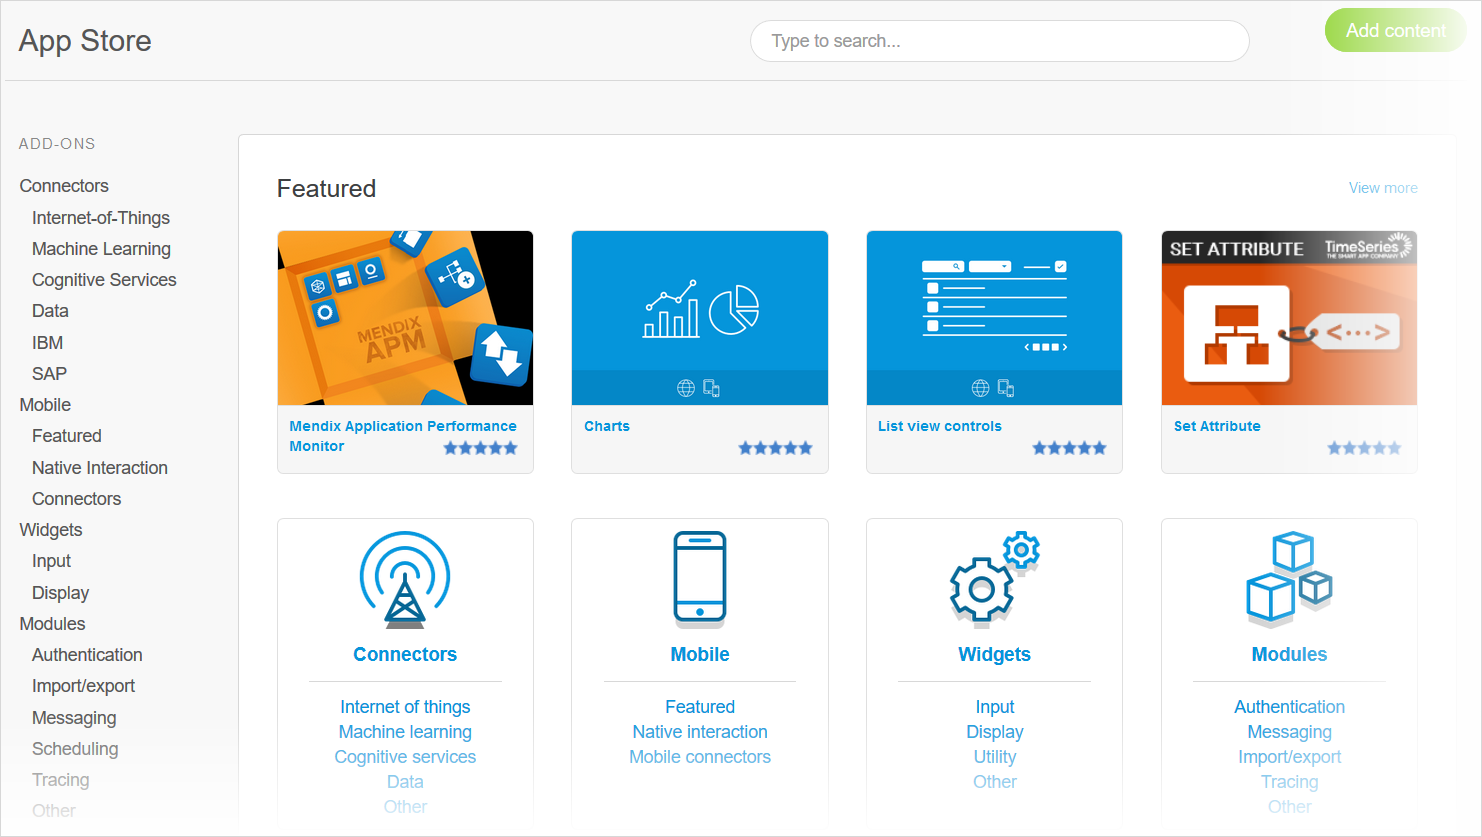 App Store
Type to search...
Add content
ADD-ONS
Connectors
Internet-of-Things
Machine Learning
Cognitive Services
Data
IBM
SAP
Mobile
Featured
Native Interaction
Connectors
Widgets
Input
Display
Modules
Authentication
Import/export
Messaging
Scheduling
Tracing
Other
Featured
View more
MENDIX
APM
Mendix Application Performance
Monitor
Charts
List view controls
SET ATTRIBUTE
TimeSeries
THE SMART APP COMPANY
<···>
Set Attribute
Connectors
Internet of things
Machine learning
Cognitive services
Data
Other
Mobile
Featured
Native interaction
Mobile connectors
Widgets
Input
Display
Utility
Other
Modules
Authentication
Messaging
Import/export
Tracing
Other